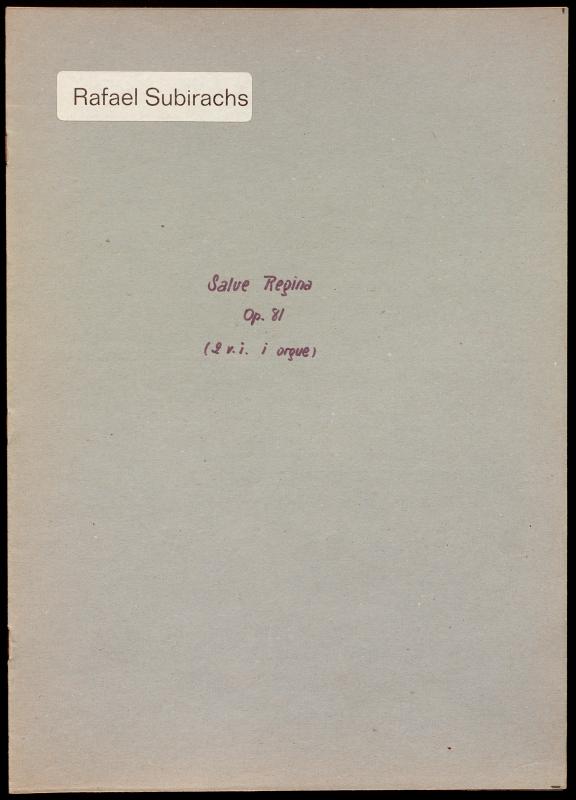 Rafael Subirachs
Salve Regina
Op. 81
(2 v.i. i orgue)